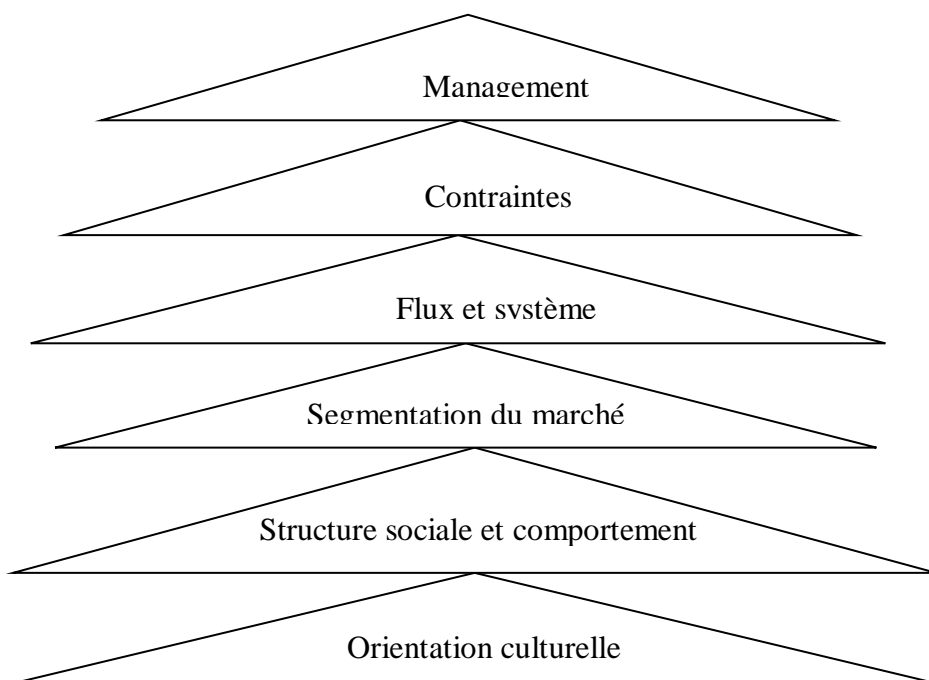 Management
Contraintes
Flux et système
Segmentation du marché
Structure sociale et comportement
Orientation culturelle